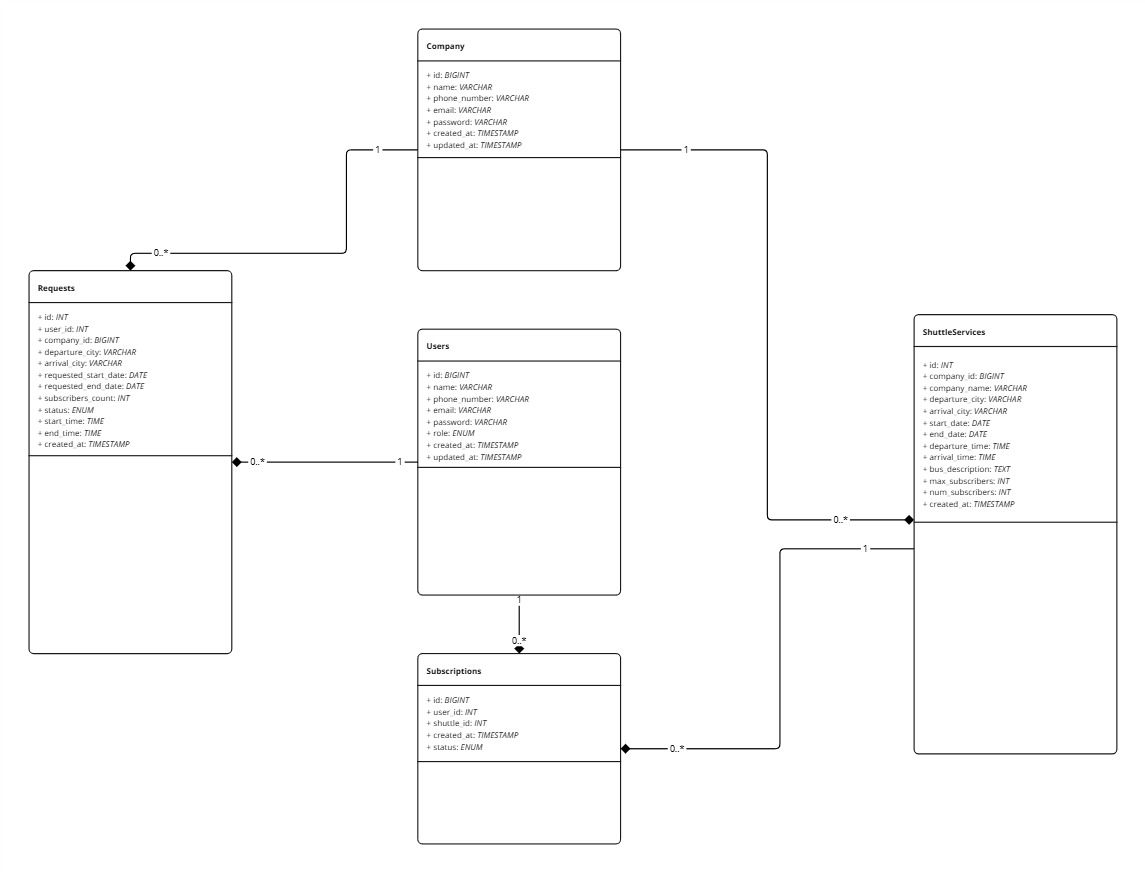 Company
+ id: BIGINT
+ name: VARCHAR
+ phone_number: VARCHAR
+ email: VARCHAR
+ password: VARCHAR
+ created_at: TIMESTAMP
+ updated_at: TIMESTAMP
1
1
0..*
Requests
+ id: INT
+ user_id: INT
+ company_id: BIGINT
+ departure_city: VARCHAR
+ arrival_city: VARCHAR
+ requested_start_date: DATE
+ requested_end_date: DATE
+ subscribers_count: INT
+ status: ENUM
+ start_time: TIME
+ end_time: TIME
+ created_at: TIMESTAMP
0..*
1
Users
+ id: BIGINT
+ name: VARCHAR
+ phone_number: VARCHAR
+ email: VARCHAR
+ password: VARCHAR
+ role: ENUM
+ created_at: TIMESTAMP
+ updated_at: TIMESTAMP
ShuttleServices
+ id: INT
+ company_id: BIGINT
+ company_name: VARCHAR
+ departure_city: VARCHAR
+ arrival_city: VARCHAR
+ start_date: DATE
+ end_date: DATE
+ departure_time: TIME
+ arrival_time: TIME
+ bus_description: TEXT
+ max_subscribers: INT
+ num_subscribers: INT
+ created_at: TIMESTAMP
0..*
1
1
0..*
Subscriptions
+ id: BIGINT
+ user_id: INT
+ shuttle_id: INT
+ created_at: TIMESTAMP
+ status: ENUM
0..*